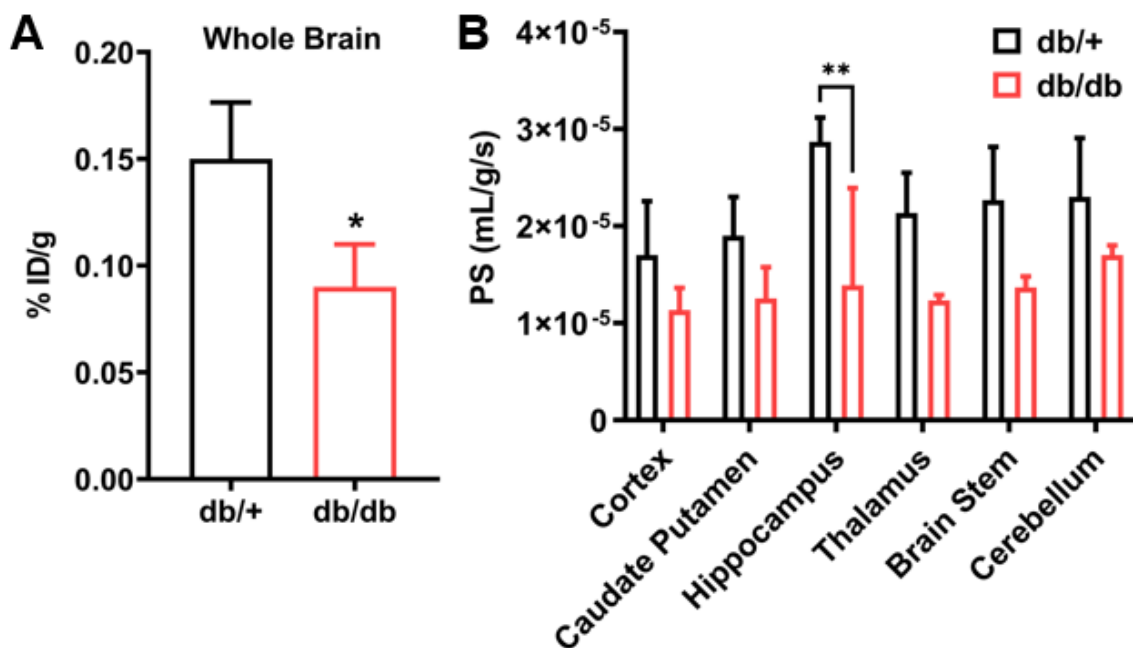 A
Whole Brain
% ID/g
0.20
0.15
0.10
0.05
0.00
*
db/+
db/db
B
PS (mL/g/s)
4×10-5
3×10-5
2×10-5
1×10-5
0
**
db/+
db/db
Cortex
Caudate Putamen
Hippocampus
Thalamus
Brain Stem
Cerebellum